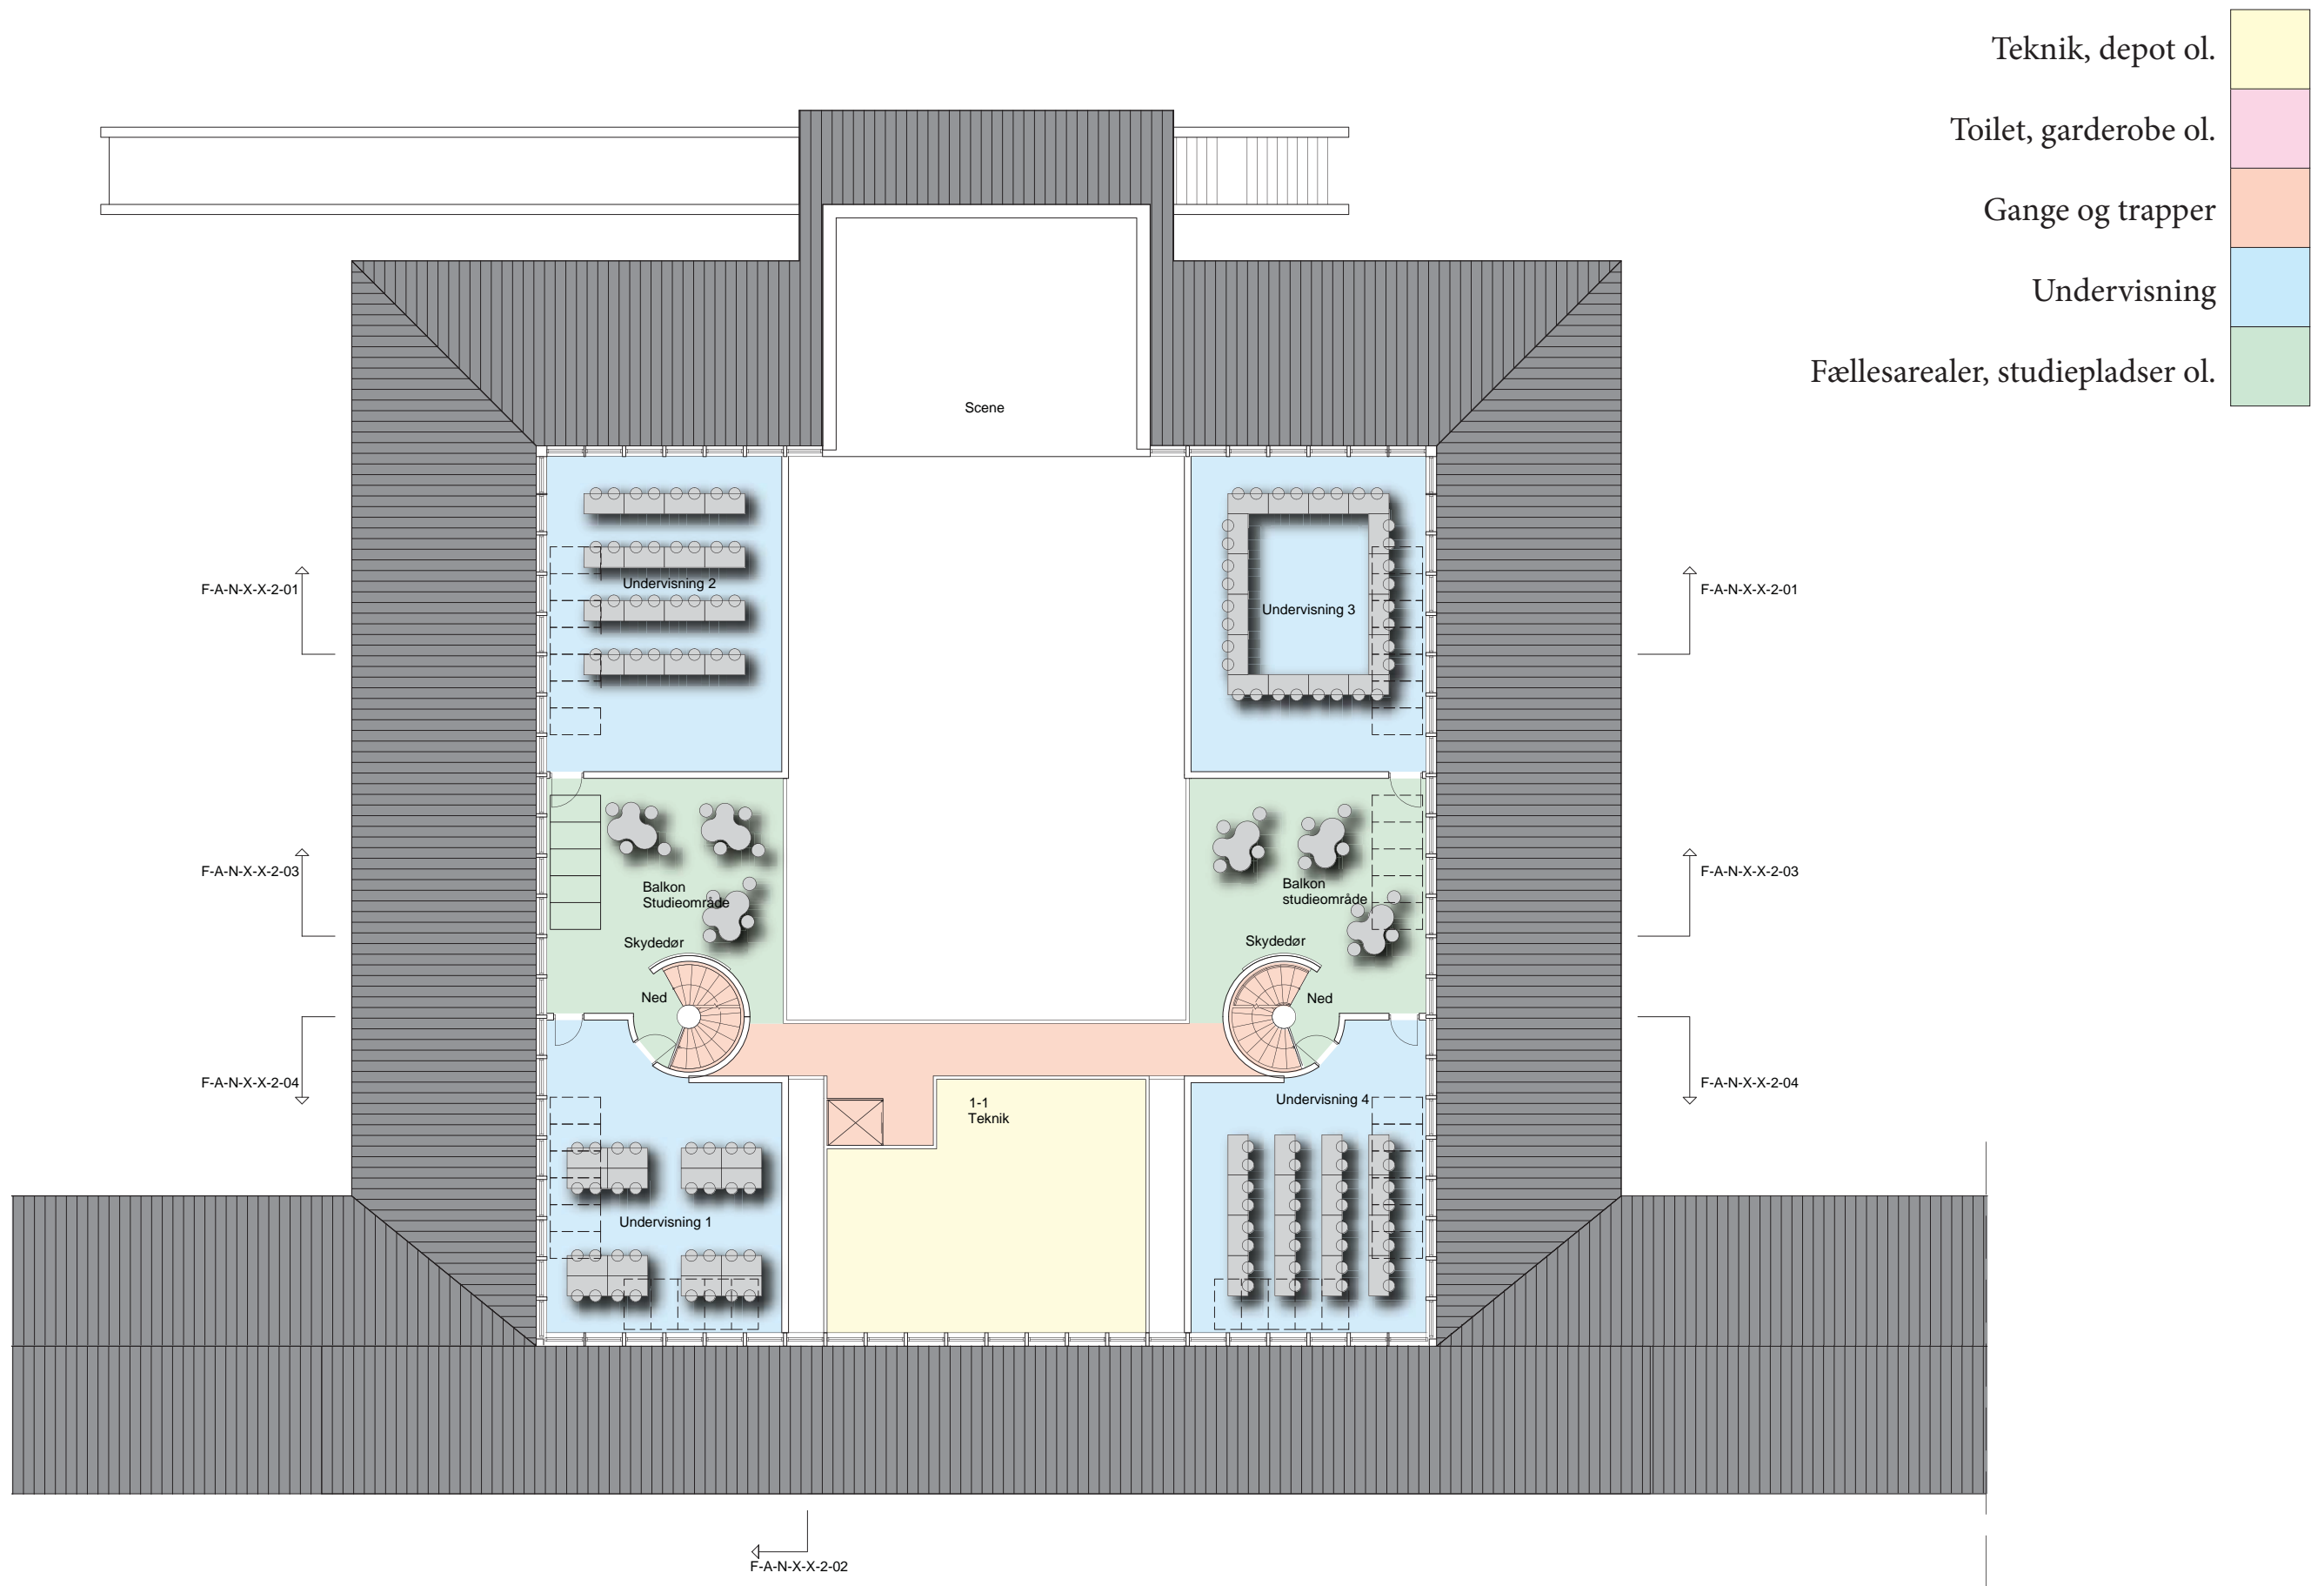 Teknik, depot ol.
Toilet, garderobe ol.
Gange og trapper
Undervisning
Fællesarealer, studiepladser ol.
Scene
F-A-N-X-X-2-01
Undervisning 2
Undervisning 3
F-A-N-X-X-2-01
F-A-N-X-X-2-03
Balkon
Studieområde
Balkon
studieområde
F-A-N-X-X-2-03
Skydedør
Skydedør
Ned
Ned
F-A-N-X-X-2-04
1-1
Teknik
Undervisning 4
F-A-N-X-X-2-04
Undervisning 1
F-A-N-X-X-2-02